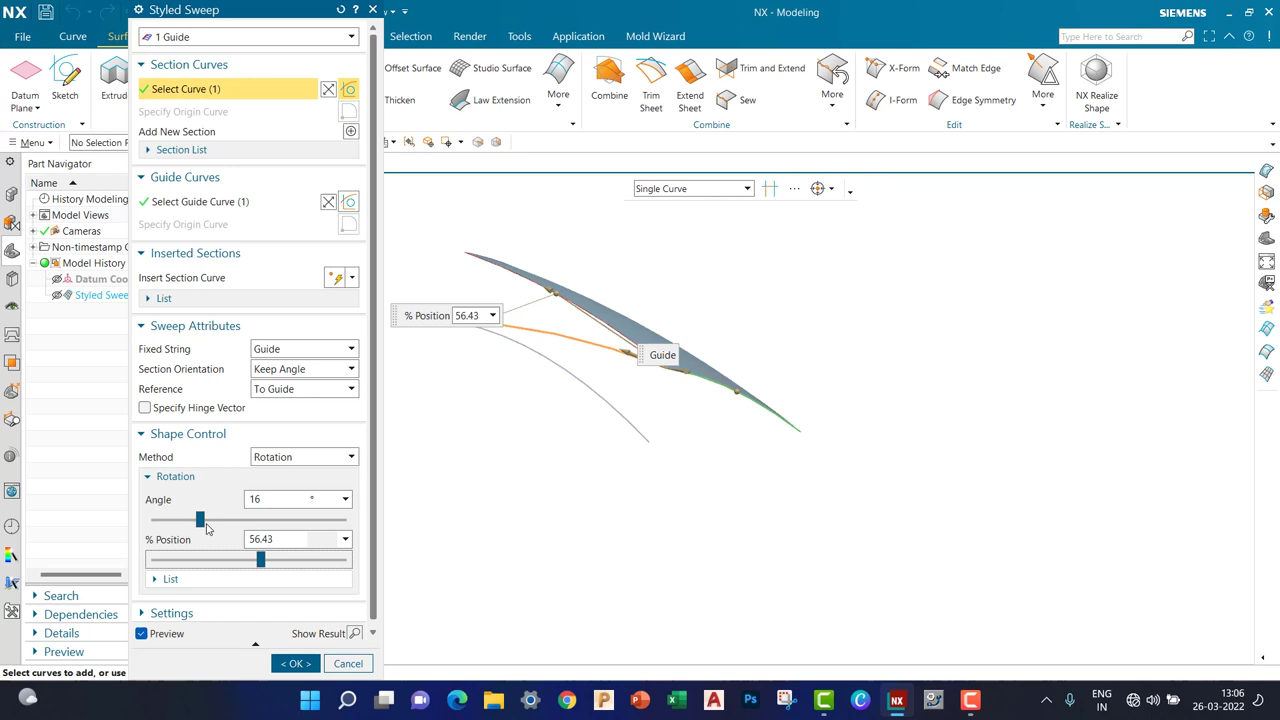 NX
NX - Modeling
SIEMENS
File
Curve
Surf
Selection
Render
Tools
Application
Mold Wizard
Type Here to Search
Datum
Plane
Sketch
Extrud
Construction
Offset Surface
Thicken
Studio Surface
Law Extension
More
Combine
Trim
Sheet
Extend
Sheet
Trim and Extend
Sew
More
Combine
X-Form
I-Form
Match Edge
Edge Symmetry
More
Edit
NX Realize
Shape
Realize S...
Menu
No Selection
Part Navigator
Name
History Modeling
Model Views
Cameras
Non-timestamp
Model History
Datum Coo
Styled Swee
Search
Dependencies
Details
Preview
Styled Sweep
1 Guide
Section Curves
Select Curve (1)
Specify Origin Curve
Add New Section
Section List
Guide Curves
Select Guide Curve (1)
Specify Origin Curve
Inserted Sections
Insert Section Curve
List
Sweep Attributes
Fixed String
Guide
Section Orientation
Keep Angle
Reference
To Guide
Specify Hinge Vector
Shape Control
Method
Rotation
Rotation
Angle
16 °
% Position
56.43
List
Settings
Preview
Show Result
< OK >
Cancel
Single Curve
% Position 56.43
Guide
Select curves to add, or use
ENG
IN
13:06
26-03-2022